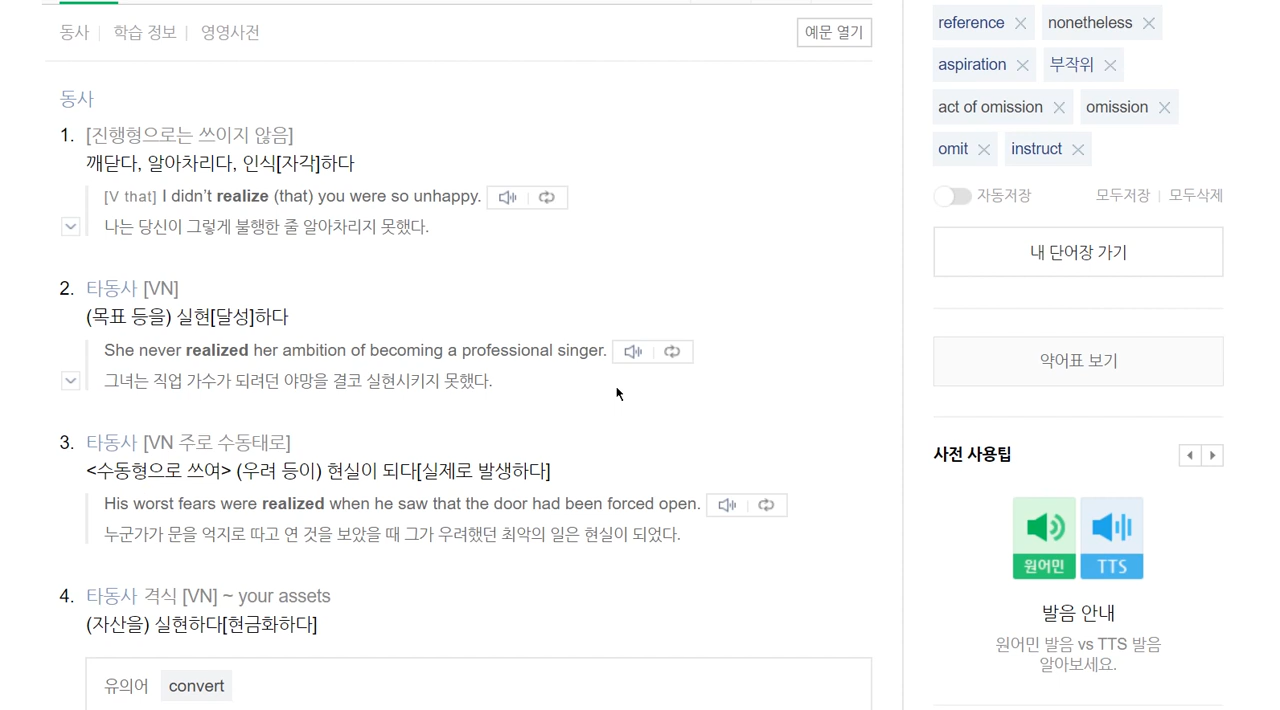 동사 | 학습 정보 | 영영사전
예문 열기
동사
1. [진행형으로는 쓰이지 않음]
깨닫다, 알아차리다, 인식[자각]하다
[V that] I didn’t realize (that) you were so unhappy.
나는 당신이 그렇게 불행한 줄 알아차리지 못했다.
2. 타동사 [VN]
(목표 등을) 실현[달성]하다
She never realized her ambition of becoming a professional singer.
그녀는 직업 가수가 되려던 야망을 결코 실현시키지 못했다.
3. 타동사 [VN 주로 수동태로]
<수동형으로 쓰여> (우려 등이) 현실이 되다[실제로 발생하다]
His worst fears were realized when he saw that the door had been forced open.
누군가가 문을 억지로 따고 연 것을 보았을 때 그가 우려했던 최악의 일은 현실이 되었다.
4. 타동사 격식 [VN] ~ your assets
(자산을) 실현하다[현금화하다]
유의어 convert
reference nonetheless
aspiration 부작위
act of omission omission
omit instruct
자동저장 모두저장 | 모두삭제
내 단어장 가기
약어표 보기
사전 사용팁
원어민 TTS
발음 안내
원어민 발음 vs TTS 발음
알아보세요.